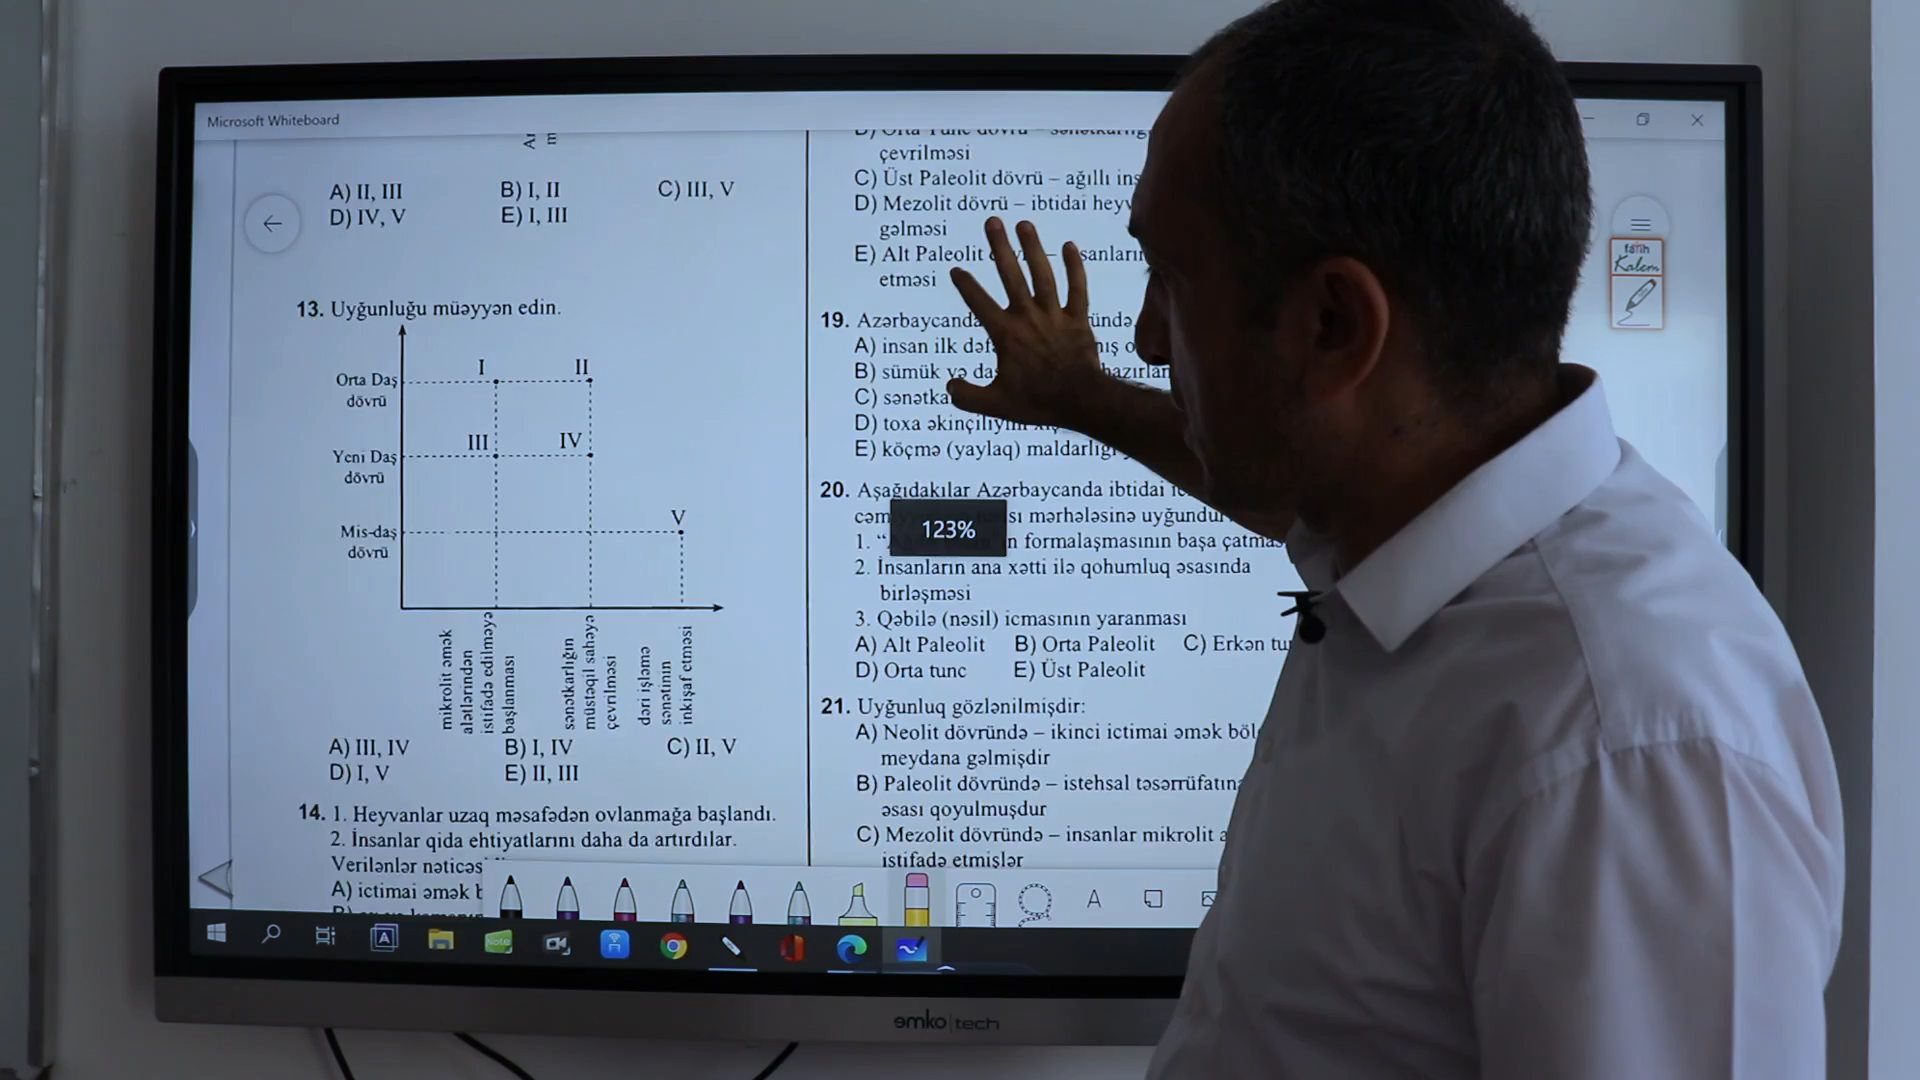 Microsoft Whiteboard
A) II, III B) I, II C) III, V
D) IV, V E) I, III
13. Uyğunluğu müəyyən edin.
I II
Orta Daş
dövrü
III IV
Yeni Daş
dövrü
V
Mis-daş
dövrü
mikrolit əmək
alətlərindən
istifadə edilməyə
başlanması
sənətkarlığın
müstəqil sahəyə
çevrilməsi
dəri işləmə
sənətinin
inkişaf etməsi
A) III, IV B) I, IV C) II, V
D) I, V E) II, III
14. 1. Heyvanlar uzaq məsafədən ovlanmağa başlandı.
2. İnsanlar qida ehtiyatlarını daha da artırdılar.
Verilənlər
A) ictimai əmək
çevrilməsi
C) Üst Paleolit dövrü – ağıllı
D) Mezolit dövrü – ibtidai
gəlməsi
E) Alt Paleolit
etməsi
19. Azərbaycanda
A) insan ilk
B) sümük və
C)
D) toxa
E) köçmə (yaylaq) maldarlığı
20. Aşağıdakılar Azərbaycanda ibtidai
mərhələsinə uyğundur
1. formalaşmasının başa
2. İnsanların ana xətti ilə qohumluq əsasında
birləşməsi
3. Qəbilə (nəsil) icmasının yaranması
A) Alt Paleolit B) Orta Paleolit C) Erkən
D) Orta tunc E) Üst Paleolit
21. Uyğunluq gözlənilmişdir:
A) Neolit dövründə – ikinci ictimai əmək
meydana gəlmişdir
B) Paleolit dövründə – istehsal
əsası qoyulmuşdur
C) Mezolit dövründə – insanlar mikrolit
istifadə etmişlər
123%
fatih
Kalem
A
A
Note
emko tech